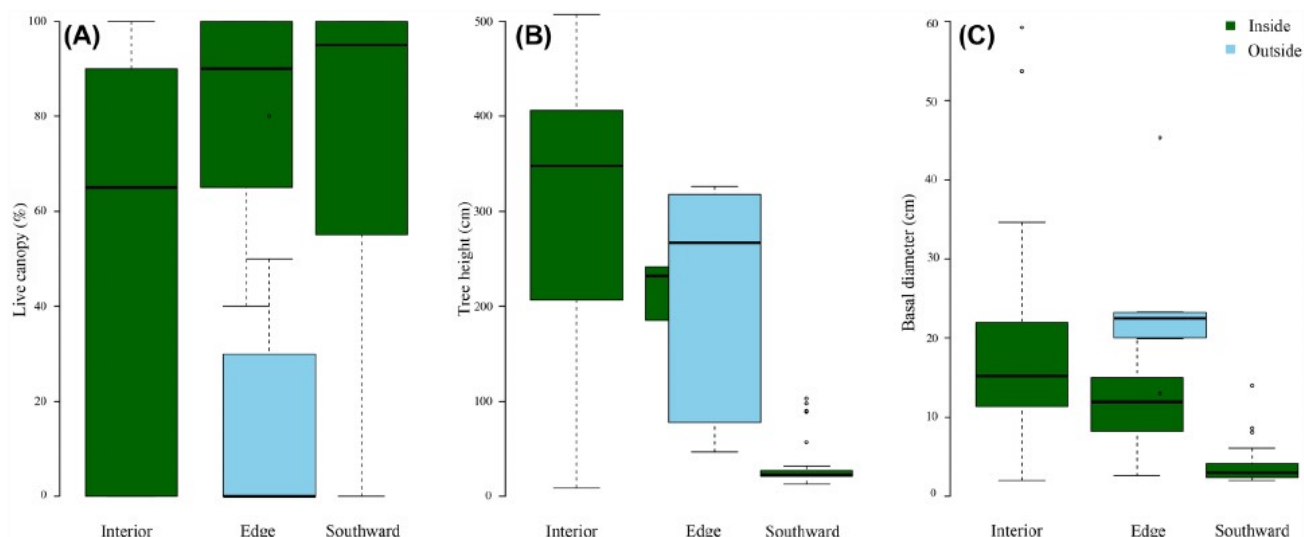 (A)
Live canopy (%)
100
80
60
40
20
0
Interior
Edge
Southward
(B)
Tree height (cm)
500
400
300
200
100
0
Interior
Edge
Southward
(C)
Basal diameter (cm)
60
50
40
30
20
10
0
Interior
Edge
Southward
Inside
Outside